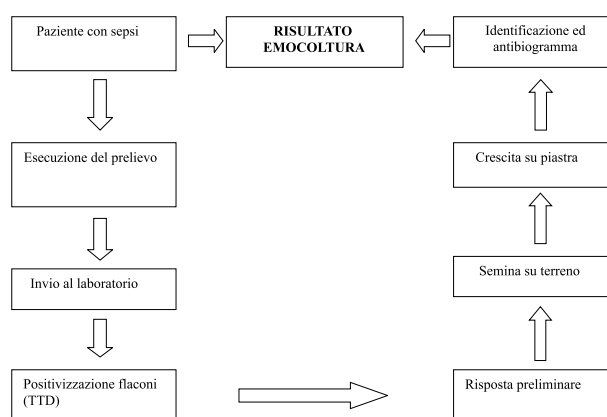 Paziente con sepsi
RISULTATO
EMOCOLTURA
Identificazione ed
antibiogramma
Esecuzione del prelievo
Crescita su piastra
Invio al laboratorio
Semina su terreno
Positivizzazione flaconi
(TTD)
Risposta preliminare